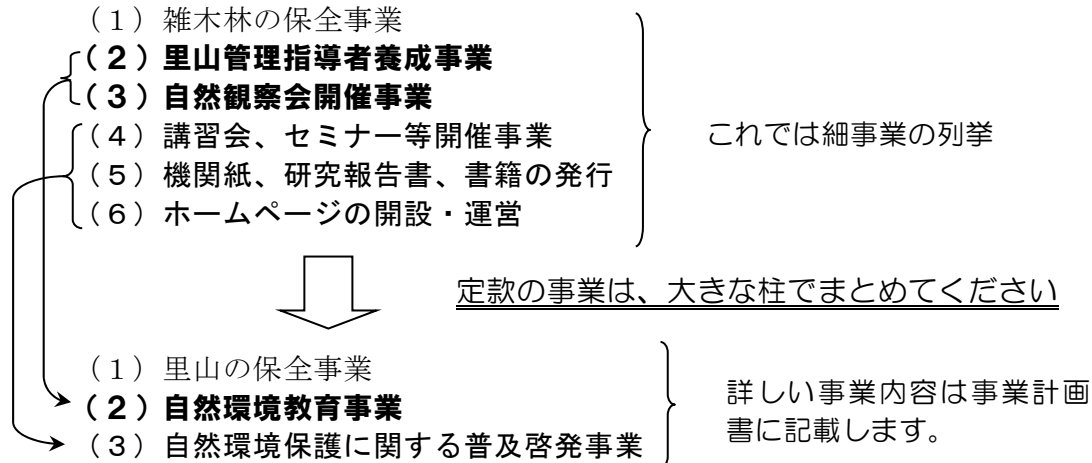 （１）雑木林の保全事業
（２）里山管理指導者養成事業
（３）自然観察会開催事業
（４）講習会、セミナー等開催事業
（５）機関紙、研究報告書、書籍の発行
（６）ホームページの開設・運営
これでは細事業の列挙
定款の事業は、大きな柱でまとめてください
（１）里山の保全事業
（２）自然環境教育事業
（３）自然環境保護に関する普及啓発事業
詳しい事業内容は事業計画
書に記載します。